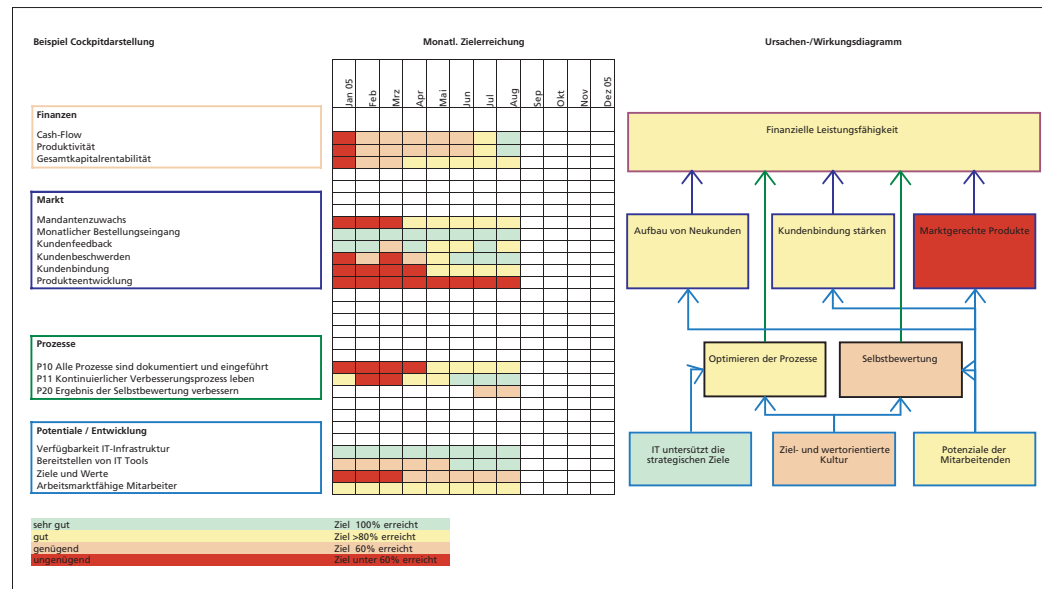 Beispiel Cockpitdarstellung
Monatl. Zielerreichung
Ursachen-/Wirkungsdiagramm
Jan 05
Feb
Mrz
Apr
Mai
Jun
Jul
Aug
Sep
Okt
Nov
Dez 05
Finanzen
Cash-Flow
Produktivität
Gesamtkapitalrentabilität
Markt
Mandantenzuwachs
Monatlicher Bestellungseingang
Kundenfeedback
Kundenbeschwerden
Kundenbindung
Produkteentwicklung
Prozesse
P10 Alle Prozesse sind dokumentiert und eingeführt
P11 Kontinuierlicher Verbesserungsprozess leben
P20 Ergebnis der Selbstbewertung verbessern
Potentiale / Entwicklung
Verfügbarkeit IT-Infrastruktur
Bereitstellen von IT Tools
Ziele und Werte
Arbeitsmarktfähige Mitarbeiter
Finanzielle Leistungsfähigkeit
Aufbau von Neukunden
Kundenbindung stärken
Marktgerechte Produkte
Optimieren der Prozesse
Selbstbewertung
IT untersützt die
strategischen Ziele
Ziel- und wertorientierte
Kultur
Potenziale der
Mitarbeitenden
sehr gut Ziel 100% erreicht
gut Ziel >80% erreicht
genügend Ziel 60% erreicht
ungenügend Ziel unter 60% erreicht